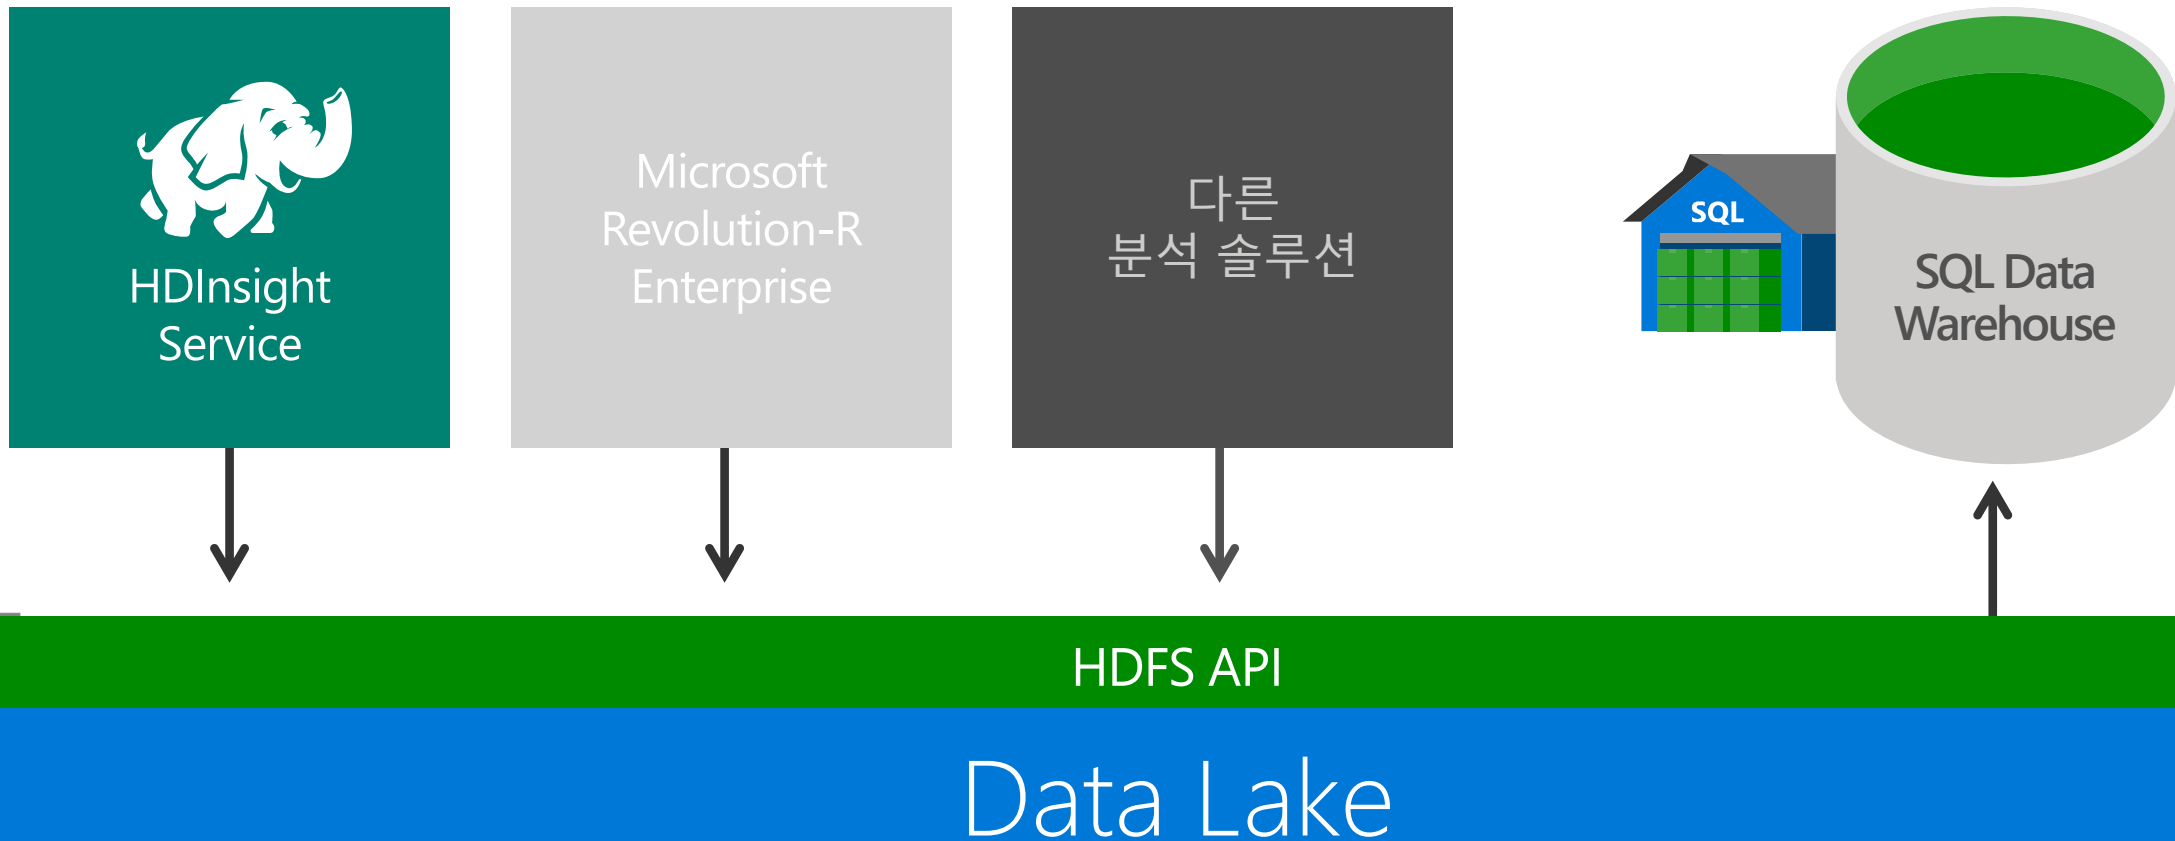 HDInsight
Service
Microsoft
Revolution-R
Enterprise
다른
분석 솔루션
SQL
SQL Data
Warehouse
HDFS API
Data Lake